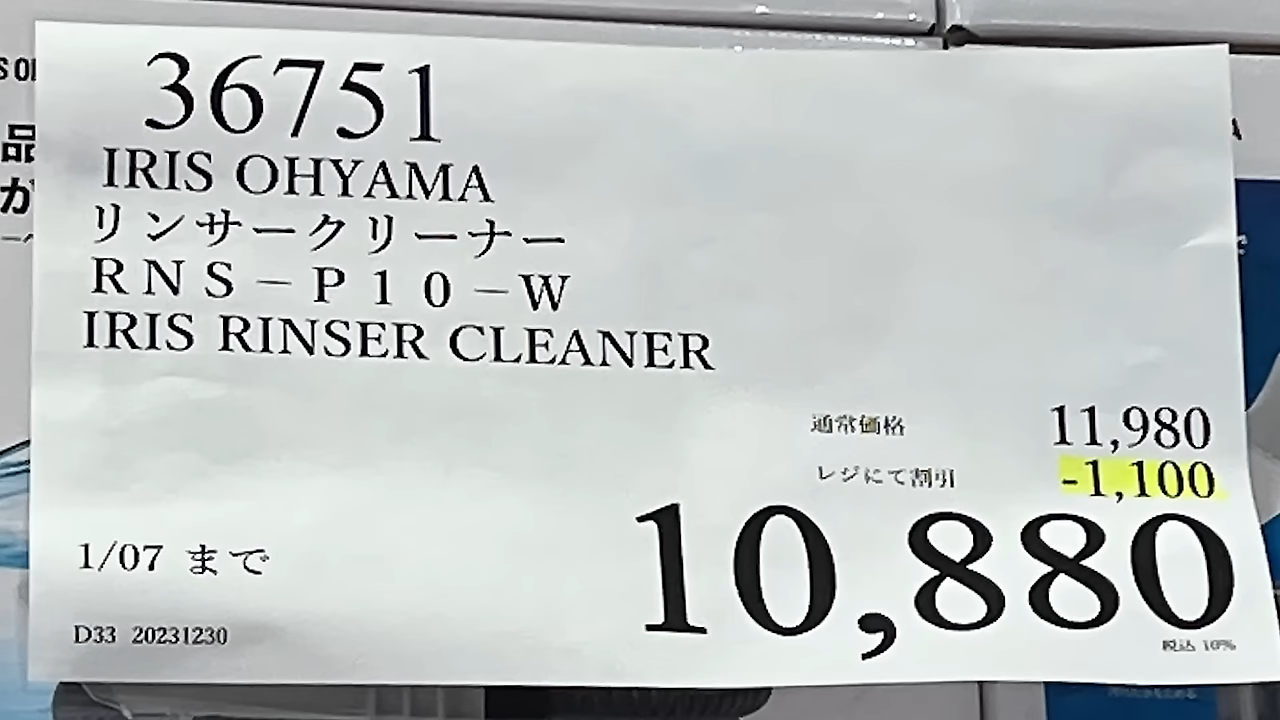 36751
IRIS OHYAMA
リンサークリーナー
RNS-P10-W
IRIS RINSER CLEANER
通常価格 11,980
レジにて割引 -1,100
10,880
税込 10%
1/07 まで
D33 20231230
品
が